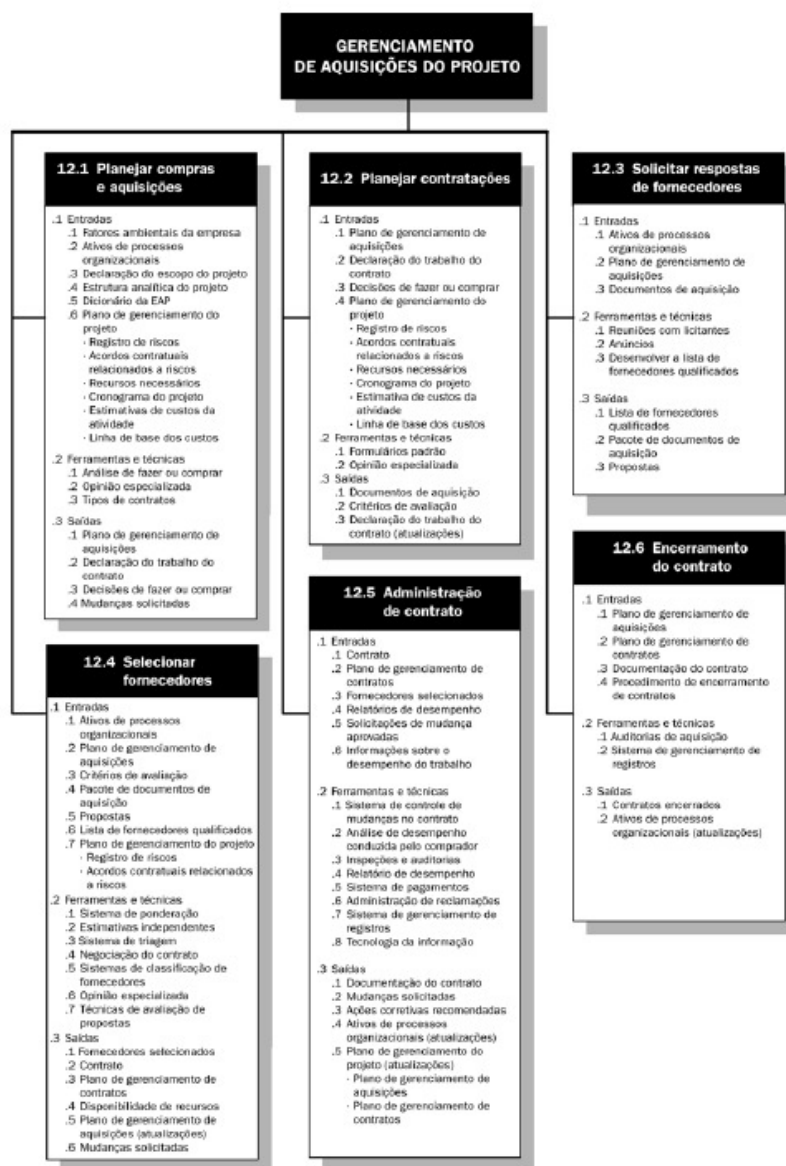 GERENCIAMENTO
DE AQUISIÇÕES DO PROJETO
12.1 Planejar compras
e aquisições
.1 Entradas
.1 Fatores ambientais da empresa
.2 Ativos de processos
organizacionais
.3 Declaração do escopo do projeto
.4 Estrutura analítica do projeto
.5 Dicionário da EAP
.6 Plano de gerenciamento do
projeto
· Registro de riscos
· Acordos contratuais
relacionados a riscos
· Recursos necessários
· Cronograma do projeto
· Estimativas de custos da
atividade
· Linha de base dos custos
.2 Ferramentas e técnicas
.1 Análise de fazer ou comprar
.2 Opinião especializada
.3 Tipos de contratos
.3 Saídas
.1 Plano de gerenciamento de
aquisições
.2 Declaração do trabalho do
contrato
.3 Decisões de fazer ou comprar
.4 Mudanças solicitadas
12.2 Planejar contratações
.1 Entradas
.1 Plano de gerenciamento de
aquisições
.2 Declaração do trabalho do
contrato
.3 Decisões de fazer ou comprar
.4 Plano de gerenciamento do
projeto
· Registro de riscos
· Acordos contratuais
relacionados a riscos
· Recursos necessários
· Cronograma do projeto
· Estimativa de custos da
atividade
· Linha de base dos custos
.2 Ferramentas e técnicas
.1 Formulários padrão
.2 Opinião especializada
.3 Saídas
.1 Documentos de aquisição
.2 Critérios de avaliação
.3 Declaração do trabalho do
contrato (atualizações)
12.3 Solicitar respostas
de fornecedores
.1 Entradas
.1 Ativos de processos
organizacionais
.2 Plano de gerenciamento de
aquisições
.3 Documentos de aquisição
.2 Ferramentas e técnicas
.1 Reuniões com licitantes
.2 Anúncios
.3 Desenvolver a lista de
fornecedores qualificados
.3 Saídas
.1 Lista de fornecedores
qualificados
.2 Pacote de documentos de
aquisição
.3 Propostas
12.4 Selecionar
fornecedores
.1 Entradas
.1 Ativos de processos
organizacionais
.2 Plano de gerenciamento de
aquisições
.3 Critérios de avaliação
.4 Pacote de documentos de
aquisição
.5 Propostas
.6 Lista de fornecedores qualificados
.7 Plano de gerenciamento do projeto
· Registro de riscos
· Acordos contratuais relacionados
a riscos
.2 Ferramentas e técnicas
.1 Sistema de ponderação
.2 Estimativas independentes
.3 Sistema de triagem
.4 Negociação do contrato
.5 Sistemas de classificação de
fornecedores
.6 Opinião especializada
.7 Técnicas de avaliação de
propostas
.3 Saídas
.1 Fornecedores selecionados
.2 Contrato
.3 Plano de gerenciamento de
contratos
.4 Disponibilidade de recursos
.5 Plano de gerenciamento de
aquisições (atualizações)
.6 Mudanças solicitadas
12.5 Administração
de contrato
.1 Entradas
.1 Contrato
.2 Plano de gerenciamento de
contratos
.3 Fornecedores selecionados
.4 Relatórios de desempenho
.5 Solicitações de mudança
aprovadas
.6 Informações sobre o
desempenho do trabalho
.2 Ferramentas e técnicas
.1 Sistema de controle de
mudanças no contrato
.2 Análise de desempenho
conduzida pelo comprador
.3 Inspeções e auditorias
.4 Relatório de desempenho
.5 Sistema de pagamentos
.6 Administração de reclamações
.7 Sistema de gerenciamento de
registros
.8 Tecnologia da informação
.3 Saídas
.1 Documentação do contrato
.2 Mudanças solicitadas
.3 Ações corretivas recomendadas
.4 Ativos de processos
organizacionais (atualizações)
.5 Plano de gerenciamento do
projeto (atualizações)
· Plano de gerenciamento de
aquisições
· Plano de gerenciamento de
contratos
12.6 Encerramento
do contrato
.1 Entradas
.1 Plano de gerenciamento de
aquisições
.2 Plano de gerenciamento de
contratos
.3 Documentação do contrato
.4 Procedimento de encerramento
de contratos
.2 Ferramentas e técnicas
.1 Auditorias de aquisição
.2 Sistema de gerenciamento de
registros
.3 Saídas
.1 Contratos encerrados
.2 Ativos de processos
organizacionais (atualizações)